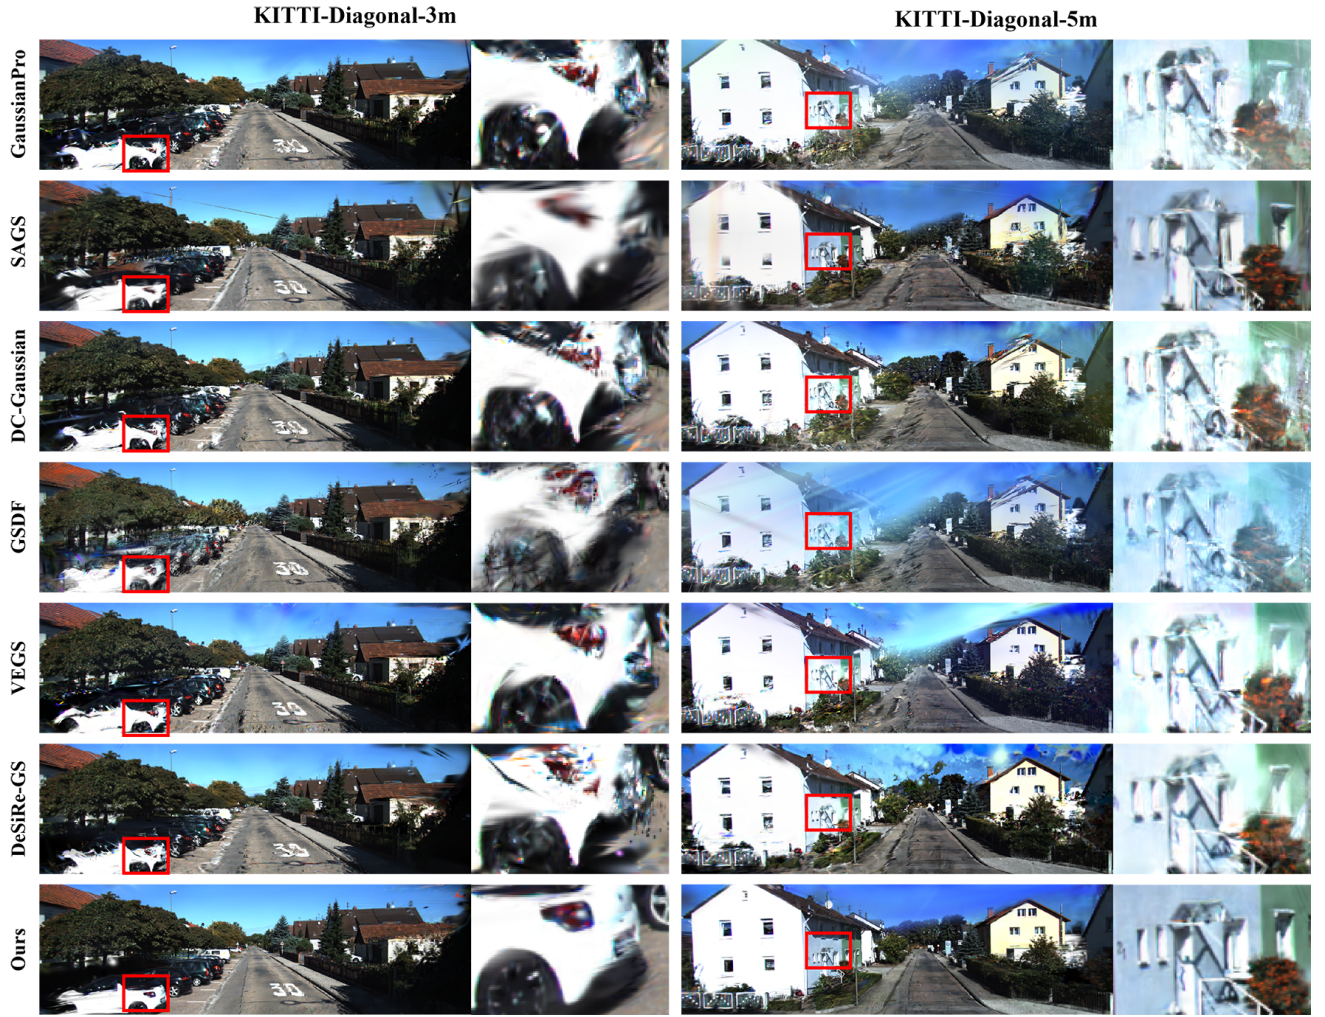 KITTI-Diagonal-3m
KITTI-Diagonal-5m
GaussianPro
30
SAGS
30
DC-Gaussian
30
GSDF
30
VEGS
30
DeSiRe-GS
30
Ours
30